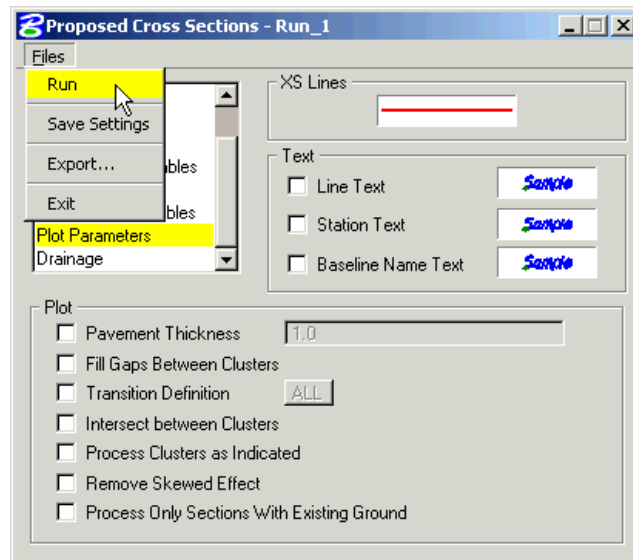 Proposed Cross Sections - Run_1
Files
Run
Save Settings
Export...
Exit
bles
bles
Plot Parameters
Drainage
XS Lines
Text
Line Text
Sample
Station Text
Sample
Baseline Name Text
Sample
Plot
Pavement Thickness
1.0
Fill Gaps Between Clusters
Transition Definition
ALL
Intersect between Clusters
Process Clusters as Indicated
Remove Skewed Effect
Process Only Sections With Existing Ground